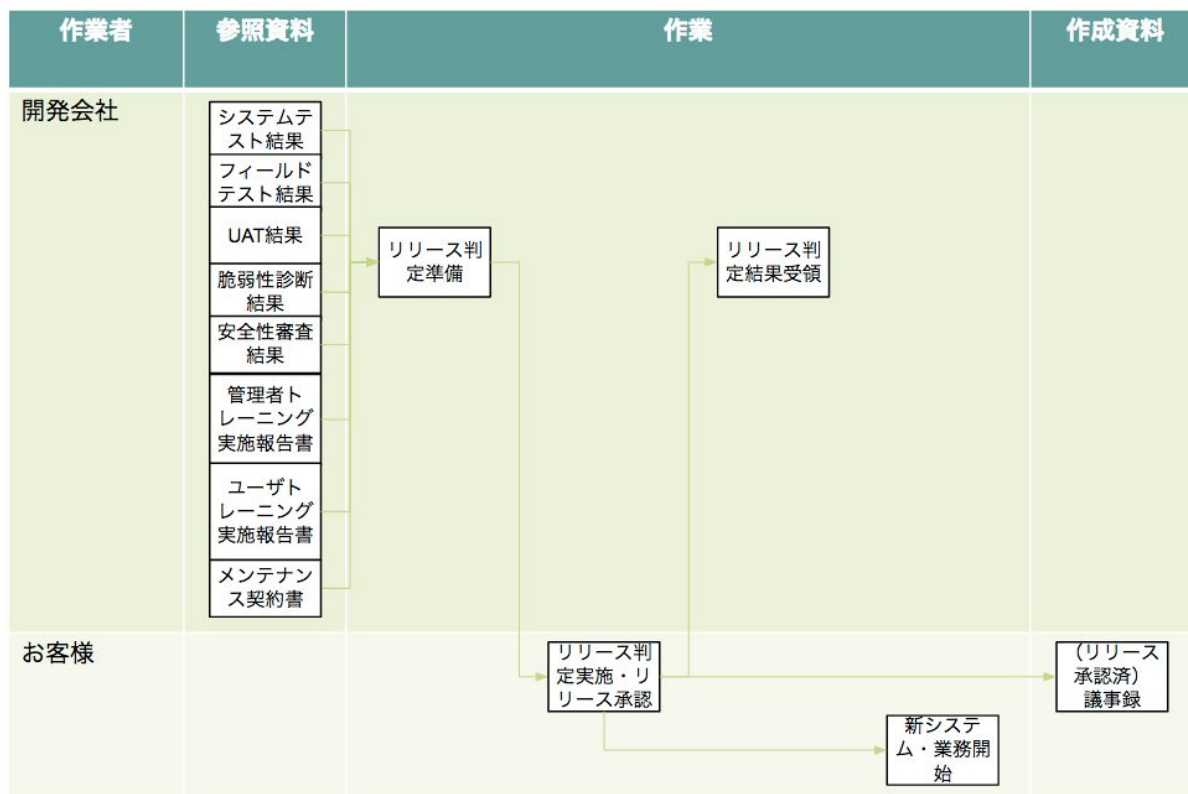 作業者
参照資料
作業
作成資料
開発会社
システムテ
スト結果
フィールド
テスト結果
UAT結果
脆弱性診断
結果
安全性審査
結果
管理者ト
レーニング
実施報告書
ユーザト
レーニング
実施報告書
メンテナン
ス契約書
リリース判
定準備
リリース判
定結果受領
お客様
リリース判
定実施・リ
リース承認
（リリース
承認済）
議事録
新システ
ム・業務開
始